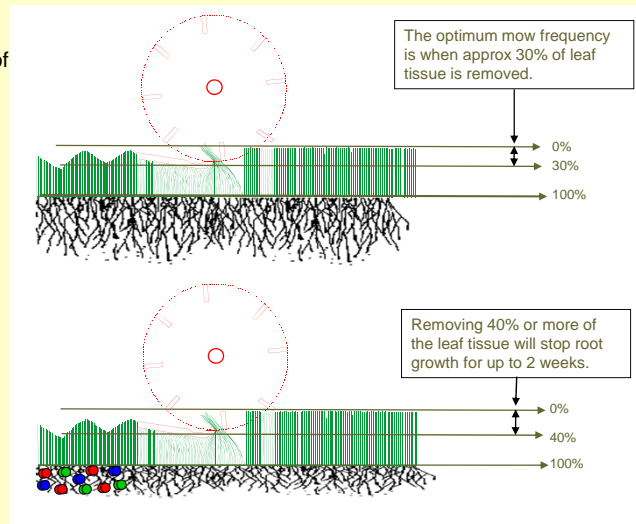 of
The optimum mow frequency
is when approx 30% of leaf
tissue is removed.
0%
30%
100%
Removing 40% or more of
the leaf tissue will stop root
growth for up to 2 weeks.
0%
40%
100%